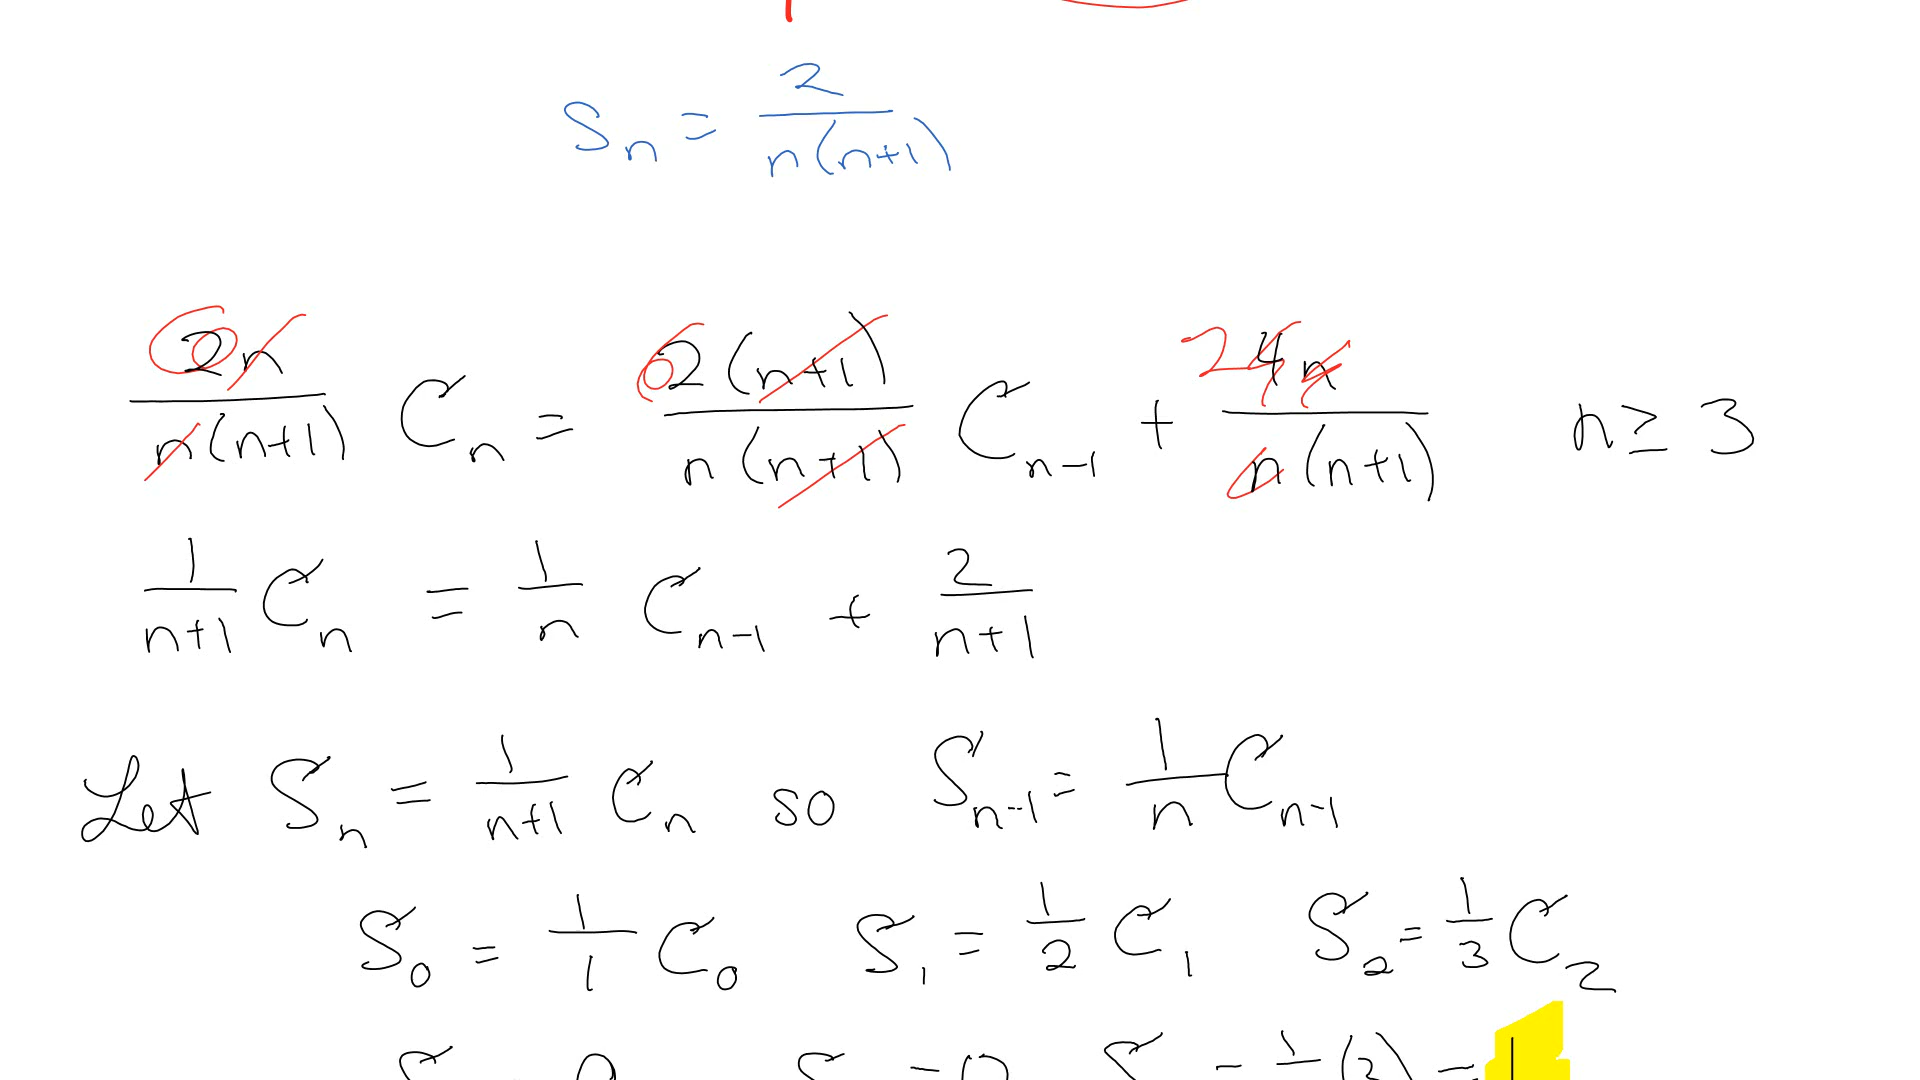 Sn = 2/(n(n+1))
2n/(n(n+1)) Cn = 2(n+1)/(n(n+1)) Cn-1 + 2 4n/(n(n+1)) n ≥ 3
1/(n+1) Cn = 1/n Cn-1 + 2/(n+1)
Let Sn = 1/(n+1) Cn so Sn-1 = 1/n Cn-1
S0 = 1/1 C0 S1 = 1/2 C1 S2 = 1/3 C2